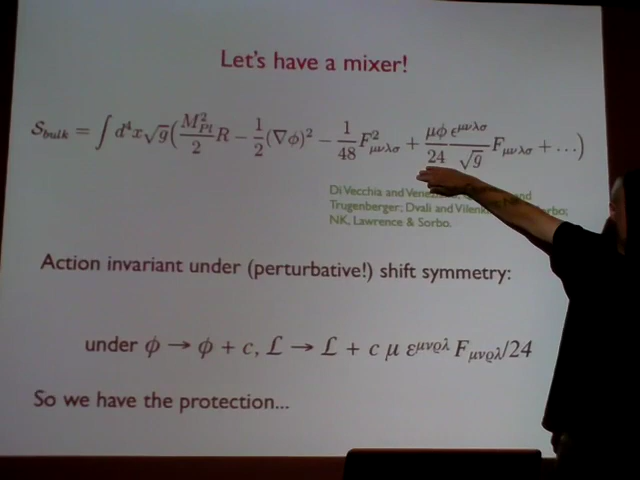 Let's have a mixer!
𝒮_bulk = ∫ d⁴x√g(M²_Pl/2 R − 1/2 (∇ϕ)² − 1/48 F²_μνλσ + μϕ/24 ϵ^μνλσ/√g F_μνλσ + …)
Di Vecchia and and
Trugenberger; Dvali and
NK, Lawrence & Sorbo.
Action invariant under (perturbative!) shift symmetry:
under ϕ → ϕ + c, ℒ → ℒ + c μ ε^μνϱλ F_μνϱλ/24
So we have the protection...